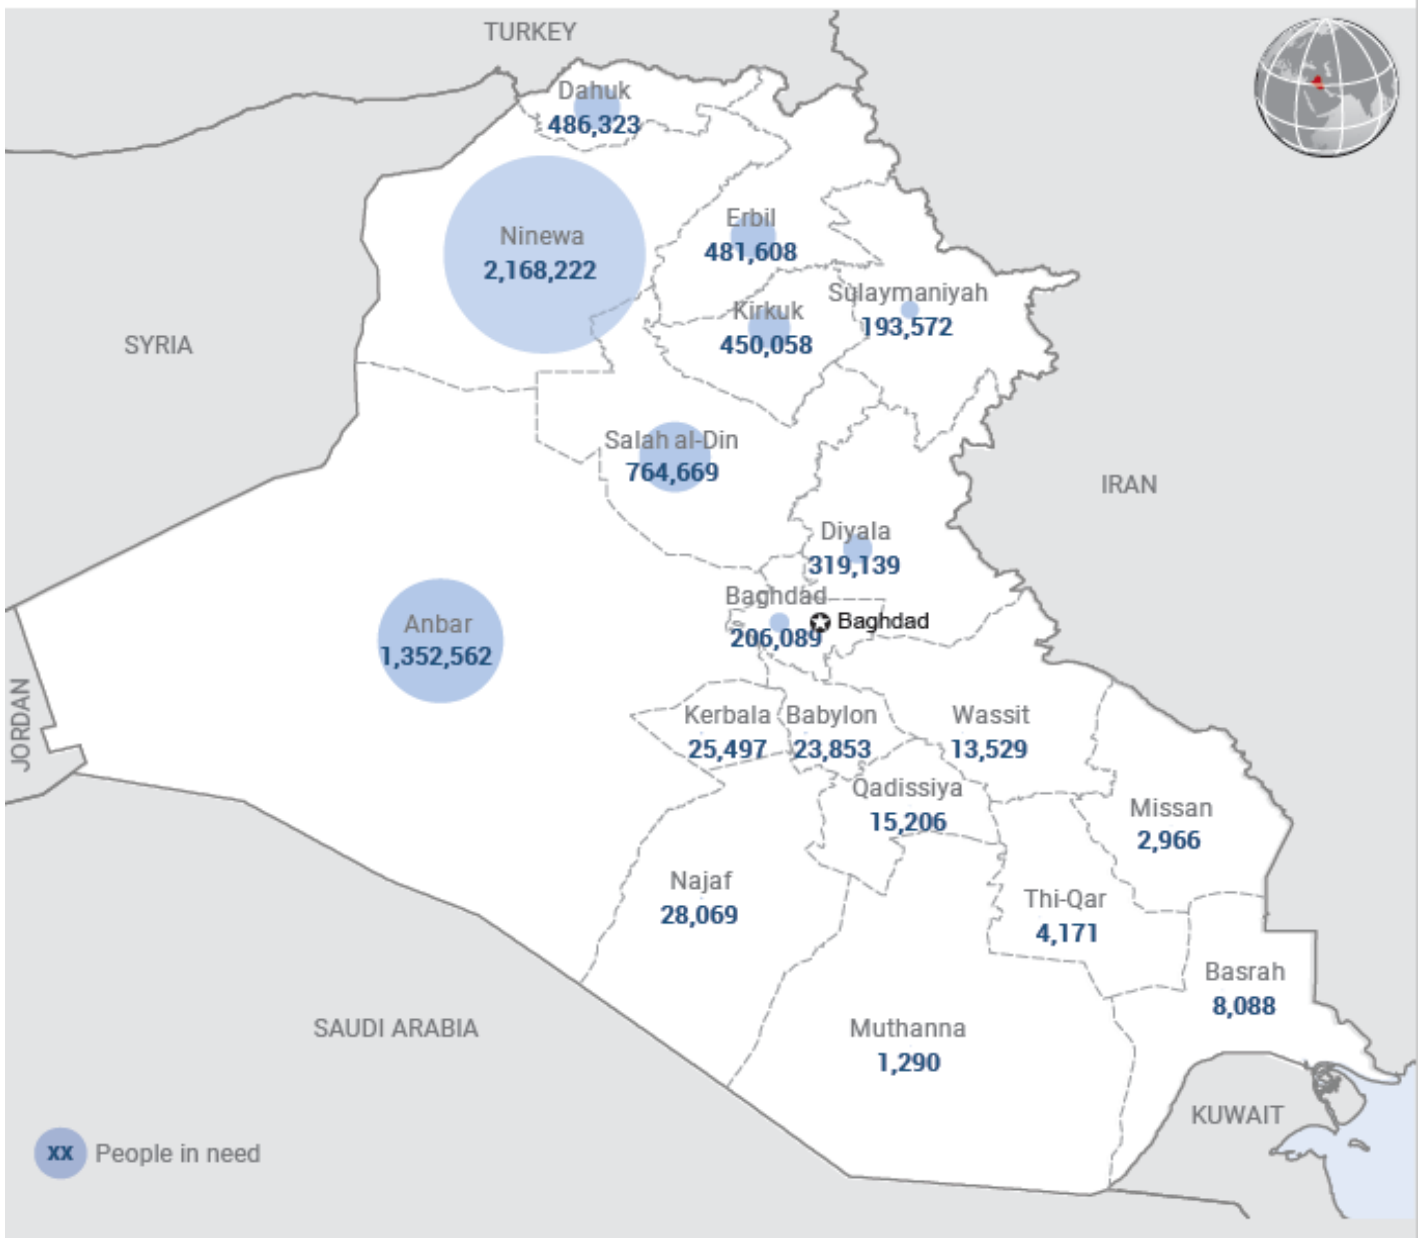 TURKEY
Dahuk
486,323
Erbil
481,608
Ninewa
2,168,222
Sulaymaniyah
193,572
Kirkuk
450,058
SYRIA
Salah al-Din
764,669
IRAN
Diyala
319,139
Baghdad
206,089
Baghdad
Anbar
1,352,562
JORDAN
Kerbala
25,497
Babylon
23,853
Wassit
13,529
Qadissiya
15,206
Missan
2,966
Najaf
28,069
Thi-Qar
4,171
Basrah
8,088
SAUDI ARABIA
Muthanna
1,290
KUWAIT
xx People in need